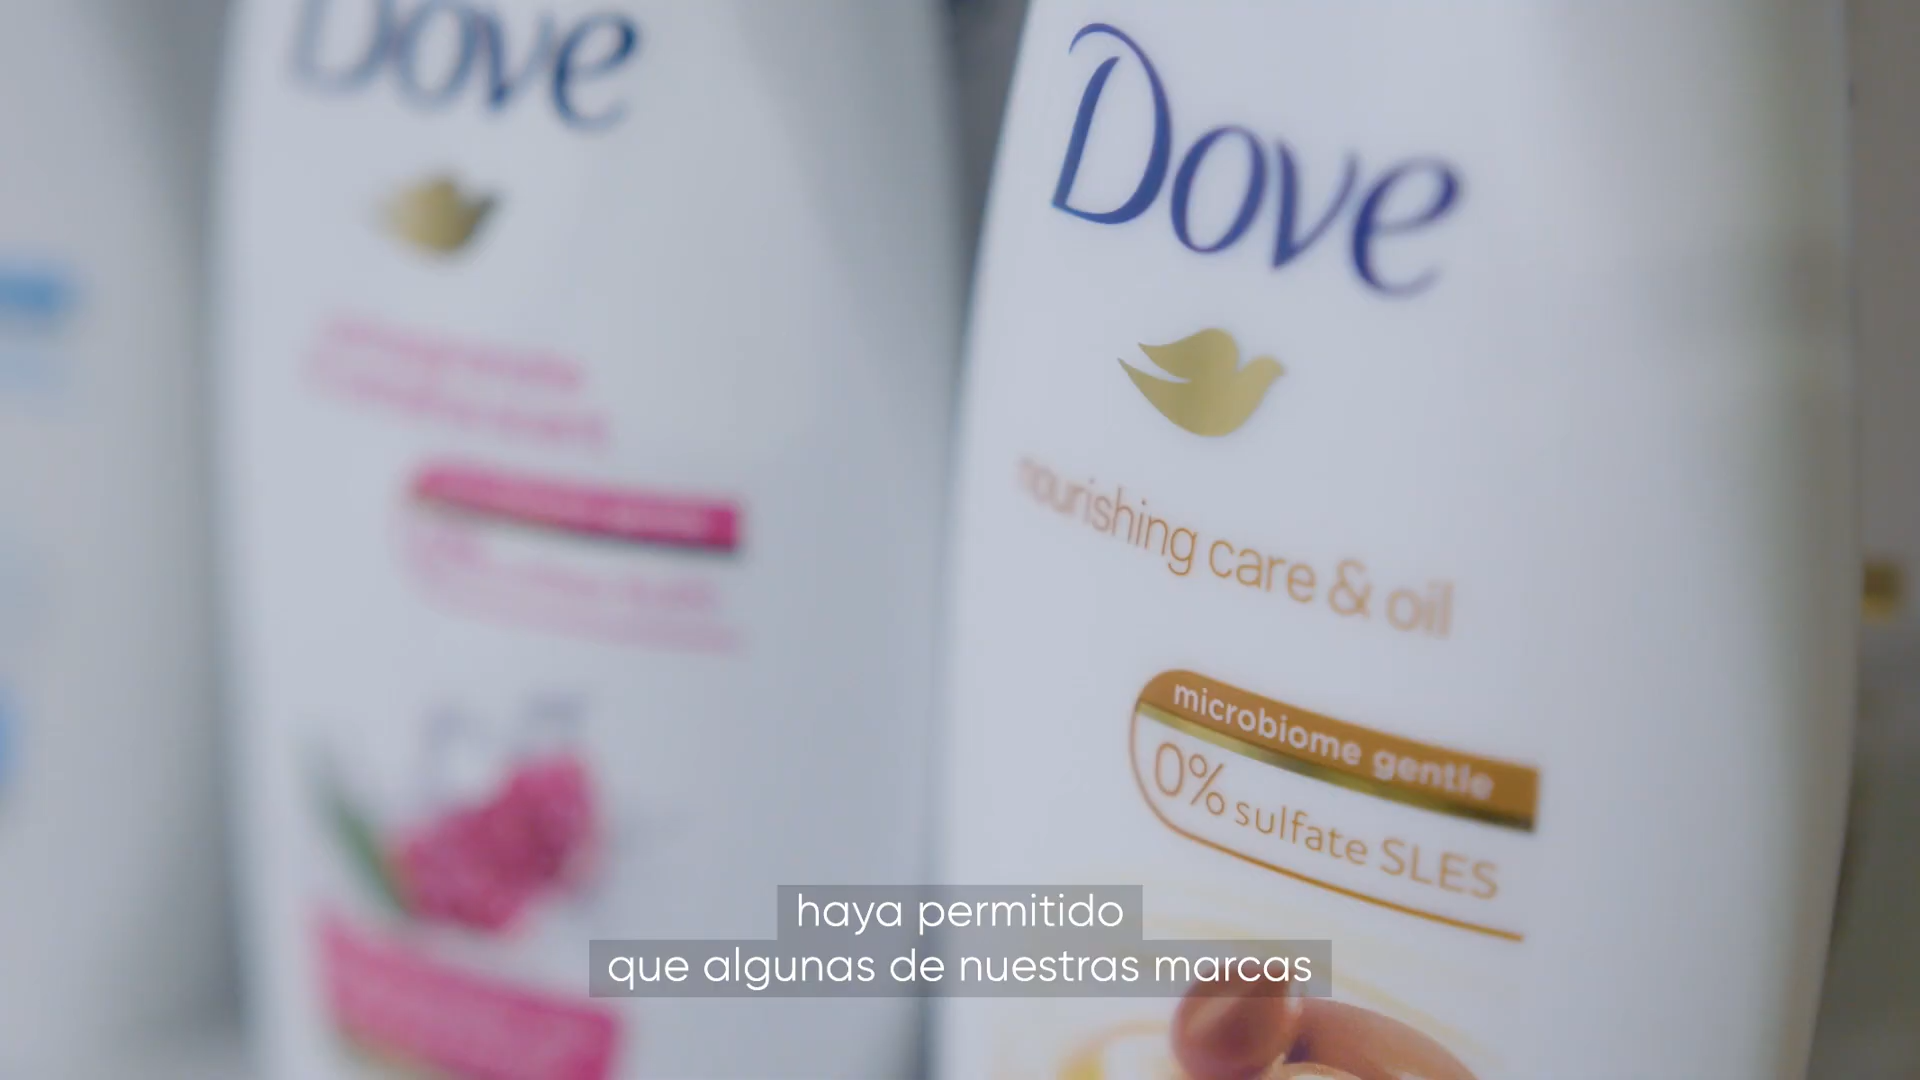 Dove
Dove
nourishing care & oil
microbiome gentle
0% sulfate SLES
haya permitido
que algunas de nuestras marcas